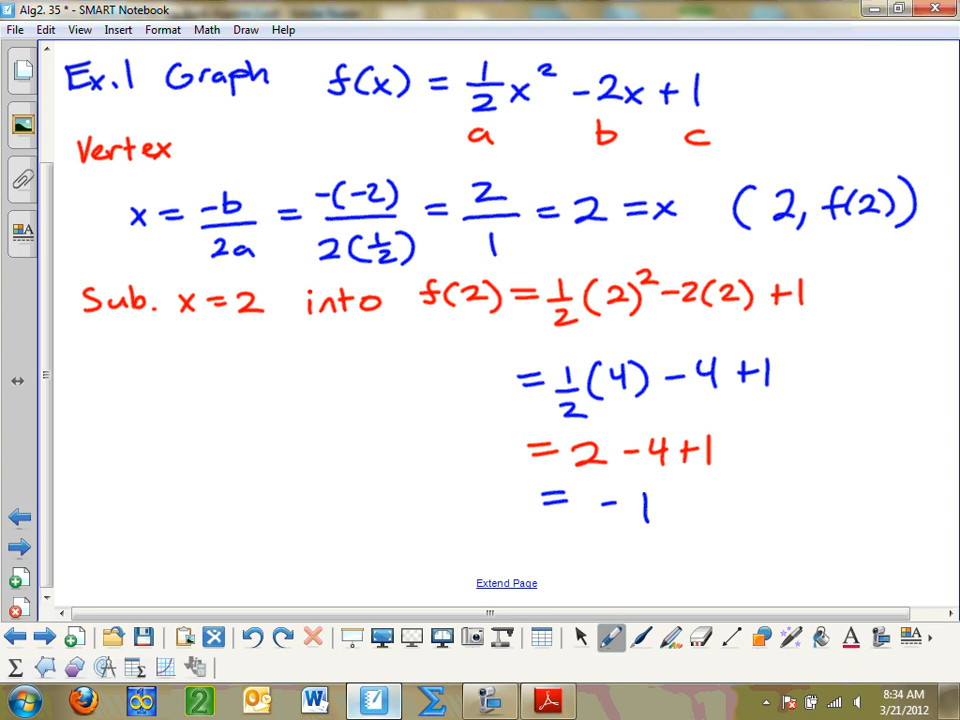 Alg2. 35 * - SMART Notebook
File Edit View Insert Format Math Draw Help
Ex.1 Graph f(x) = 1/2 x² - 2x + 1
a b c
Vertex
x = -b/2a = -(-2)/2(1/2) = 2/1 = 2 = x (2, f(2))
Sub. x = 2 into f(2) = 1/2 (2)² - 2(2) + 1
= 1/2 (4) - 4 + 1
= 2 - 4 + 1
= - 1
Extend Page
8:34 AM
3/21/2012